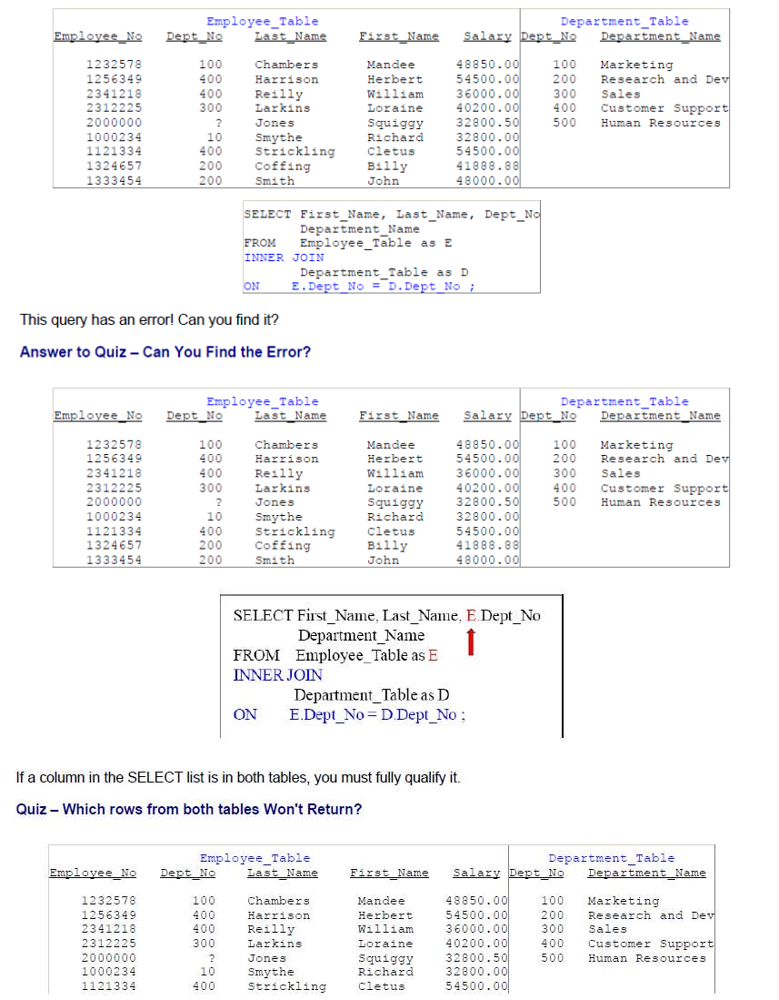 Employee_Table Department_Table
Employee_No Dept_No Last_Name First_Name Salary Dept_No Department_Name
1232578 100 Chambers Mandee 48850.00 100 Marketing
1256349 400 Harrison Herbert 54500.00 200 Research and Dev
2341218 400 Reilly William 36000.00 300 Sales
2312225 300 Larkins Loraine 40200.00 400 Customer Support
2000000 ? Jones Squiggy 32800.50 500 Human Resources
1000234 10 Smythe Richard 32800.00
1121334 400 Strickling Cletus 54500.00
1324657 200 Coffing Billy 41888.88
1333454 200 Smith John 48000.00
SELECT First_Name, Last_Name, Dept_No
Department_Name
FROM Employee_Table as E
INNER JOIN
Department_Table as D
ON E.Dept_No = D.Dept_No ;
This query has an error! Can you find it?
Answer to Quiz – Can You Find the Error?
Employee_Table Department_Table
Employee_No Dept_No Last_Name First_Name Salary Dept_No Department_Name
1232578 100 Chambers Mandee 48850.00 100 Marketing
1256349 400 Harrison Herbert 54500.00 200 Research and Dev
2341218 400 Reilly William 36000.00 300 Sales
2312225 300 Larkins Loraine 40200.00 400 Customer Support
2000000 ? Jones Squiggy 32800.50 500 Human Resources
1000234 10 Smythe Richard 32800.00
1121334 400 Strickling Cletus 54500.00
1324657 200 Coffing Billy 41888.88
1333454 200 Smith John 48000.00
SELECT First_Name, Last_Name, E.Dept_No
Department_Name
FROM Employee_Table as E
INNER JOIN
Department_Table as D
ON E.Dept_No = D.Dept_No ;
If a column in the SELECT list is in both tables, you must fully qualify it.
Quiz – Which rows from both tables Won't Return?
Employee_Table Department_Table
Employee_No Dept_No Last_Name First_Name Salary Dept_No Department_Name
1232578 100 Chambers Mandee 48850.00 100 Marketing
1256349 400 Harrison Herbert 54500.00 200 Research and Dev
2341218 400 Reilly William 36000.00 300 Sales
2312225 300 Larkins Loraine 40200.00 400 Customer Support
2000000 ? Jones Squiggy 32800.50 500 Human Resources
1000234 10 Smythe Richard 32800.00
1121334 400 Strickling Cletus 54500.00